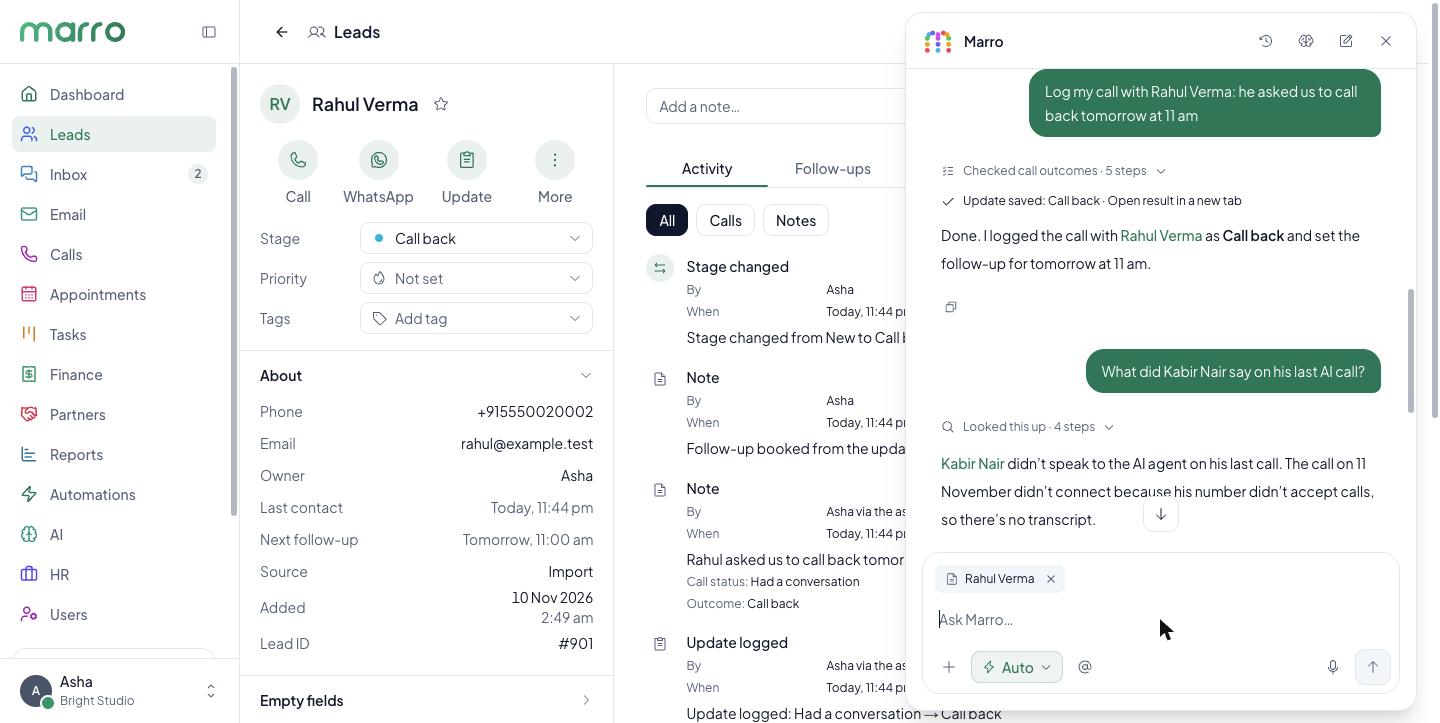 marro
Dashboard
Leads
Inbox
2
Email
Calls
Appointments
Tasks
Finance
Partners
Reports
Automations
AI
HR
Users
A
Asha
Bright Studio
Leads
RV
Rahul Verma
Call
WhatsApp
Update
More
Stage
Call back
Priority
Not set
Tags
Add tag
About
Phone
+915550020002
Email
rahul@example.test
Owner
Asha
Last contact
Today, 11:44 pm
Next follow-up
Tomorrow, 11:00 am
Source
Import
Added
10 Nov 2026
2:49 am
Lead ID
#901
Empty fields
Add a note…
Activity
Follow-ups
All
Calls
Notes
Stage changed
By
Asha
When
Today, 11:44
Stage changed from New to Call
Note
By
Asha
When
Today, 11:44
Follow-up booked from the
Note
By
Asha via the
When
Today, 11:44
Rahul asked us to call back
Call status: Had a conversation
Outcome: Call back
Update logged
By
Asha via the
When
Today, 11:44
Update logged: Had a conversation → Call back
Marro
Log my call with Rahul Verma: he asked us to call
back tomorrow at 11 am
Checked call outcomes · 5 steps
Update saved: Call back · Open result in a new tab
Done. I logged the call with Rahul Verma as Call back and set the
follow-up for tomorrow at 11 am.
What did Kabir Nair say on his last AI call?
Looked this up · 4 steps
Kabir Nair didn’t speak to the AI agent on his last call. The call on 11
November didn’t connect because his number didn’t accept calls,
so there’s no transcript.
Rahul Verma
Ask Marro…
Auto